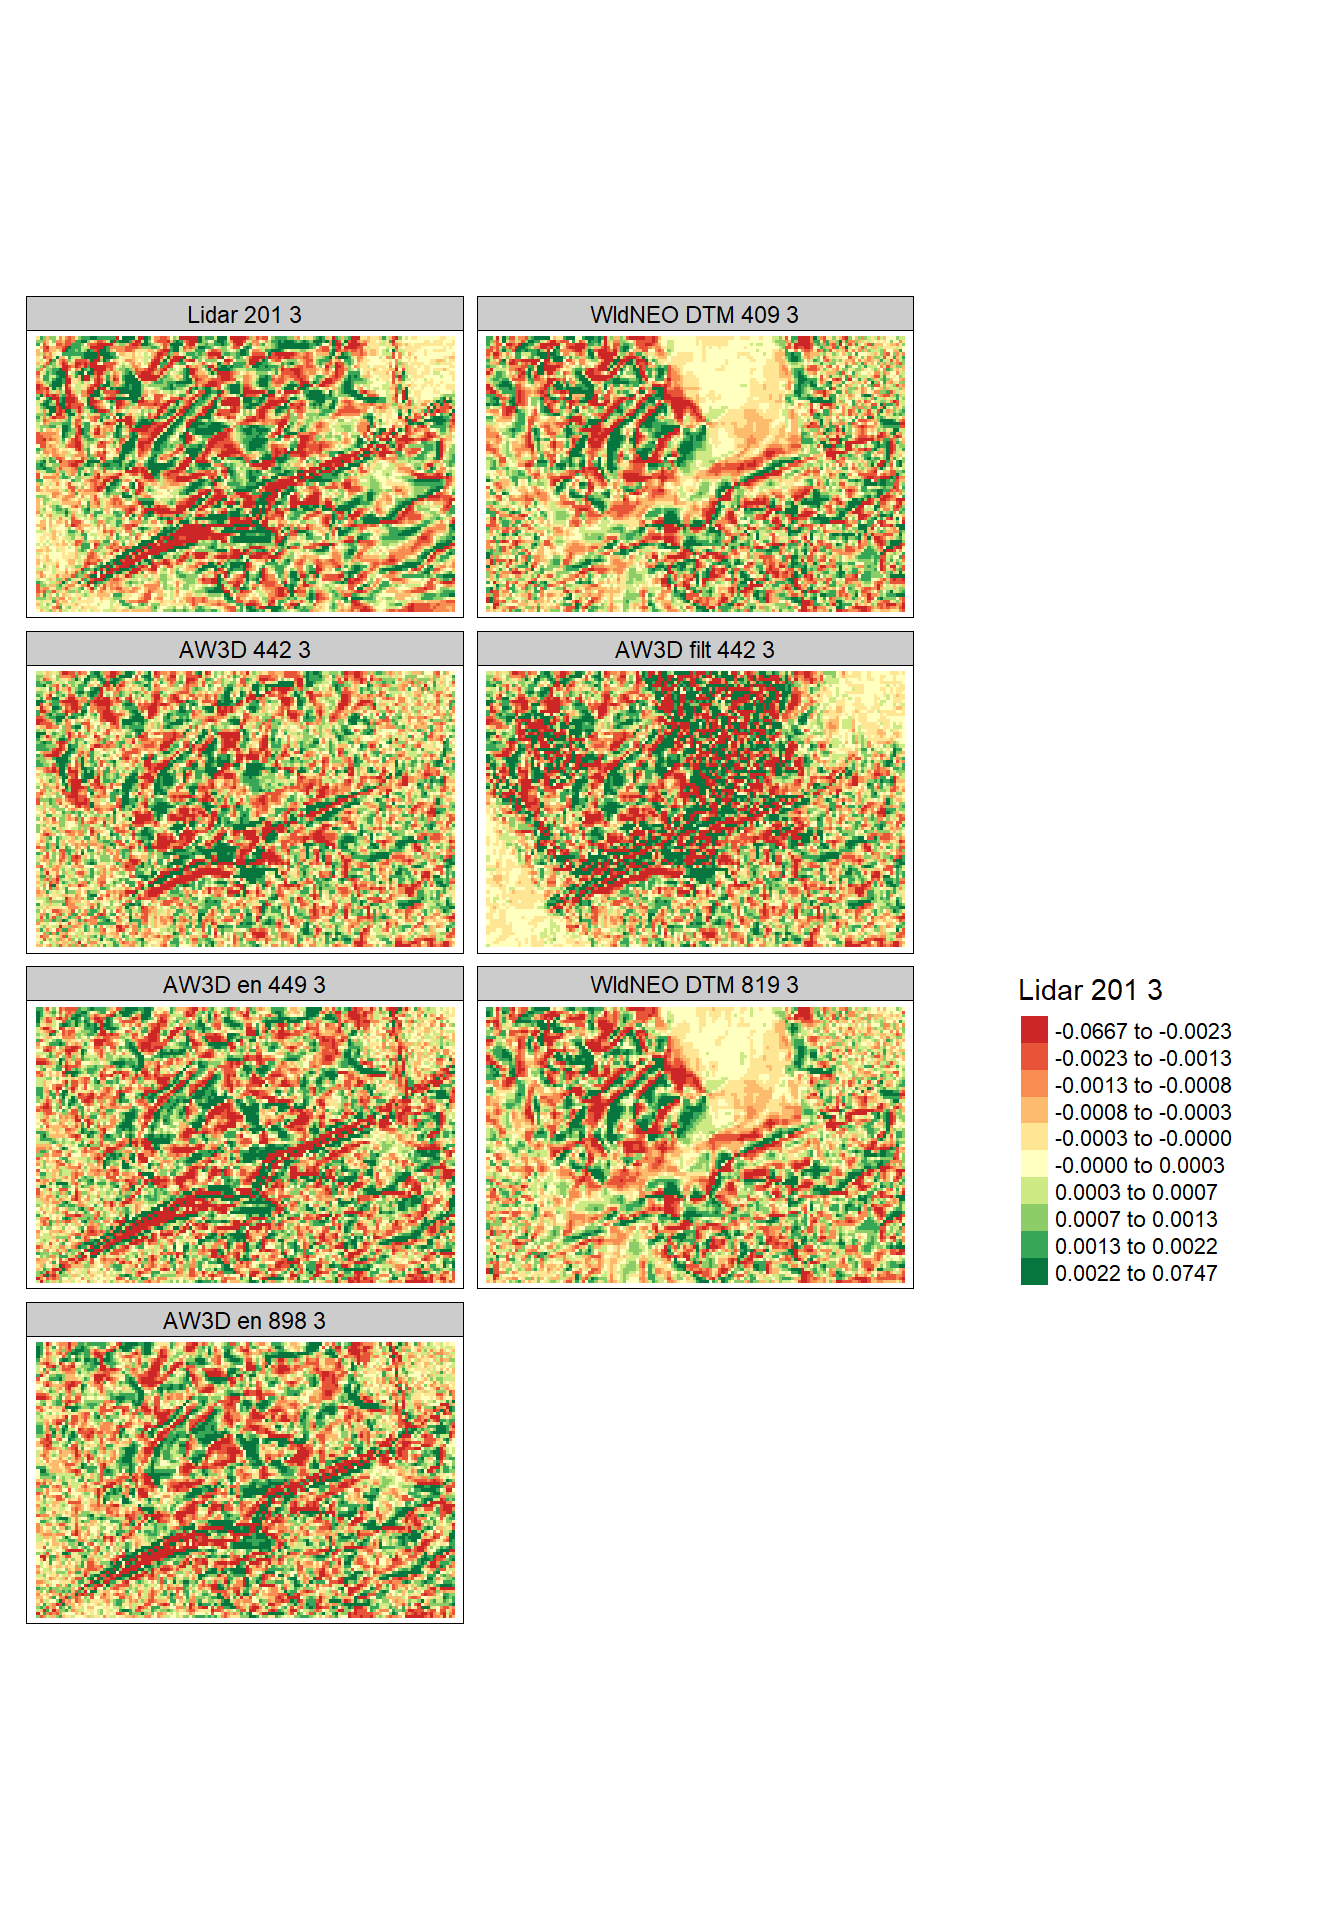 Lidar 201 3
WldNEO DTM 409 3
AW3D 442 3
AW3D filt 442 3
AW3D en 449 3
WldNEO DTM 819 3
AW3D en 898 3
Lidar 201 3
-0.0667 to -0.0023
-0.0023 to -0.0013
-0.0013 to -0.0008
-0.0008 to -0.0003
-0.0003 to -0.0000
-0.0000 to 0.0003
0.0003 to 0.0007
0.0007 to 0.0013
0.0013 to 0.0022
0.0022 to 0.0747